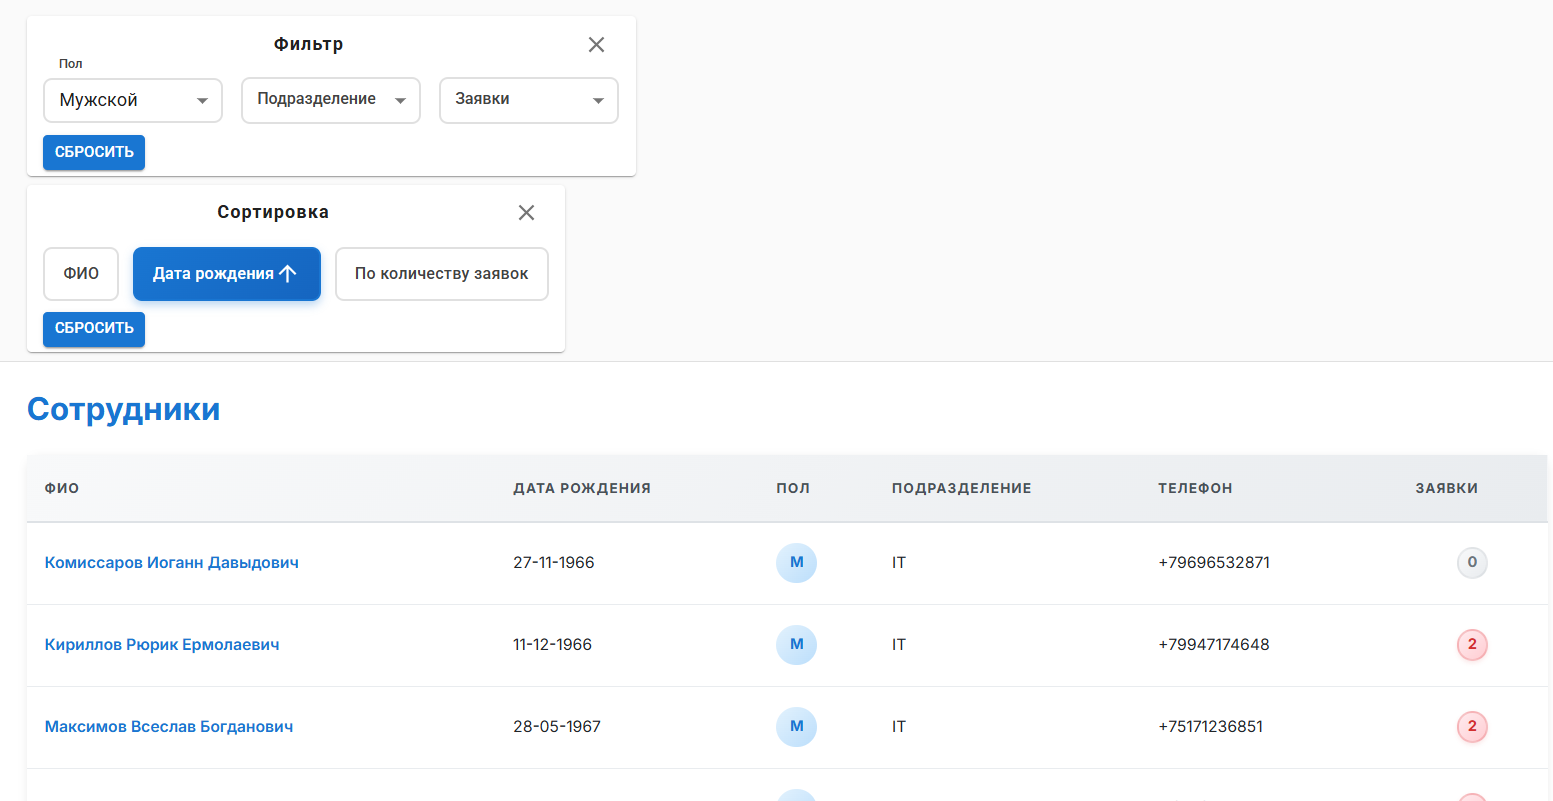 Фильтр
Пол
Мужской
Подразделение
Заявки
СБРОСИТЬ
Сортировка
ФИО
Дата рождения
По количеству заявок
СБРОСИТЬ
Сотрудники
ФИО ДАТА РОЖДЕНИЯ ПОЛ ПОДРАЗДЕЛЕНИЕ ТЕЛЕФОН ЗАЯВКИ
Комиссаров Иоганн Давыдович 27-11-1966 М IT +79696532871 0
Кириллов Рюрик Ермолаевич 11-12-1966 М IT +79947174648 2
Максимов Всеслав Богданович 28-05-1967 М IT +75171236851 2